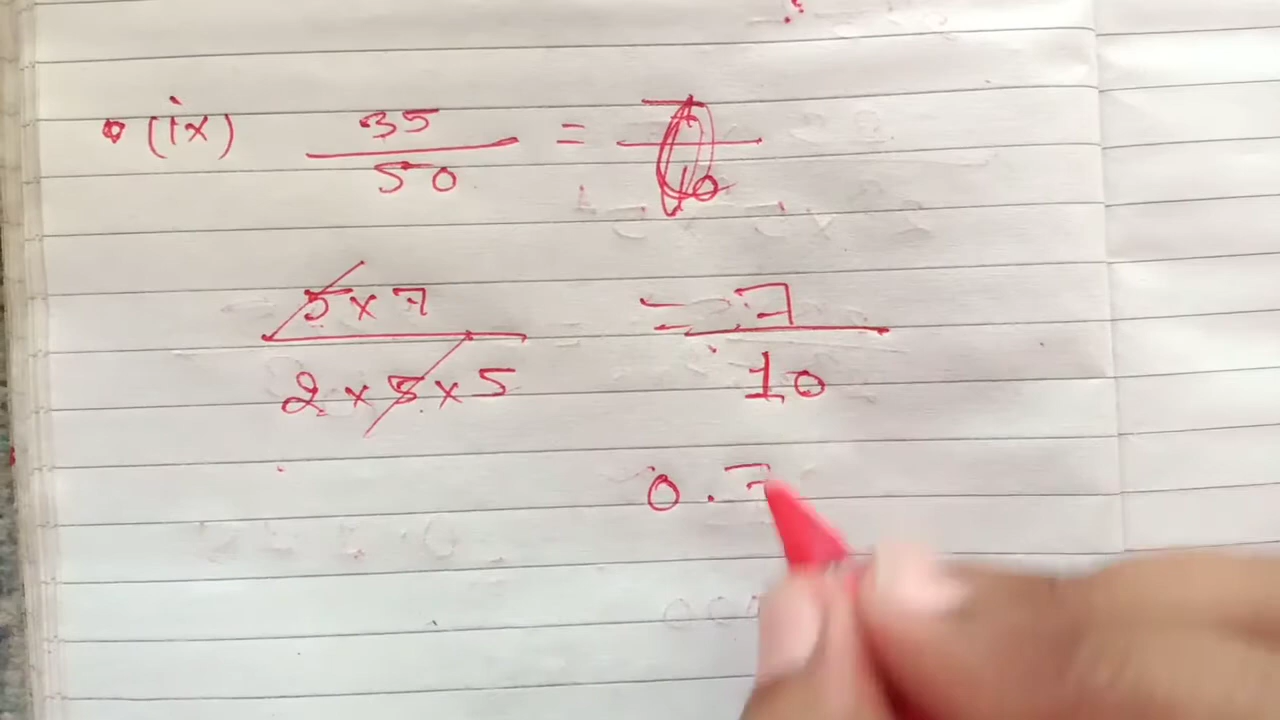 (ix) 35/50 =
5 x 7 / 2 x 5 x 5 = 7/10
0.7